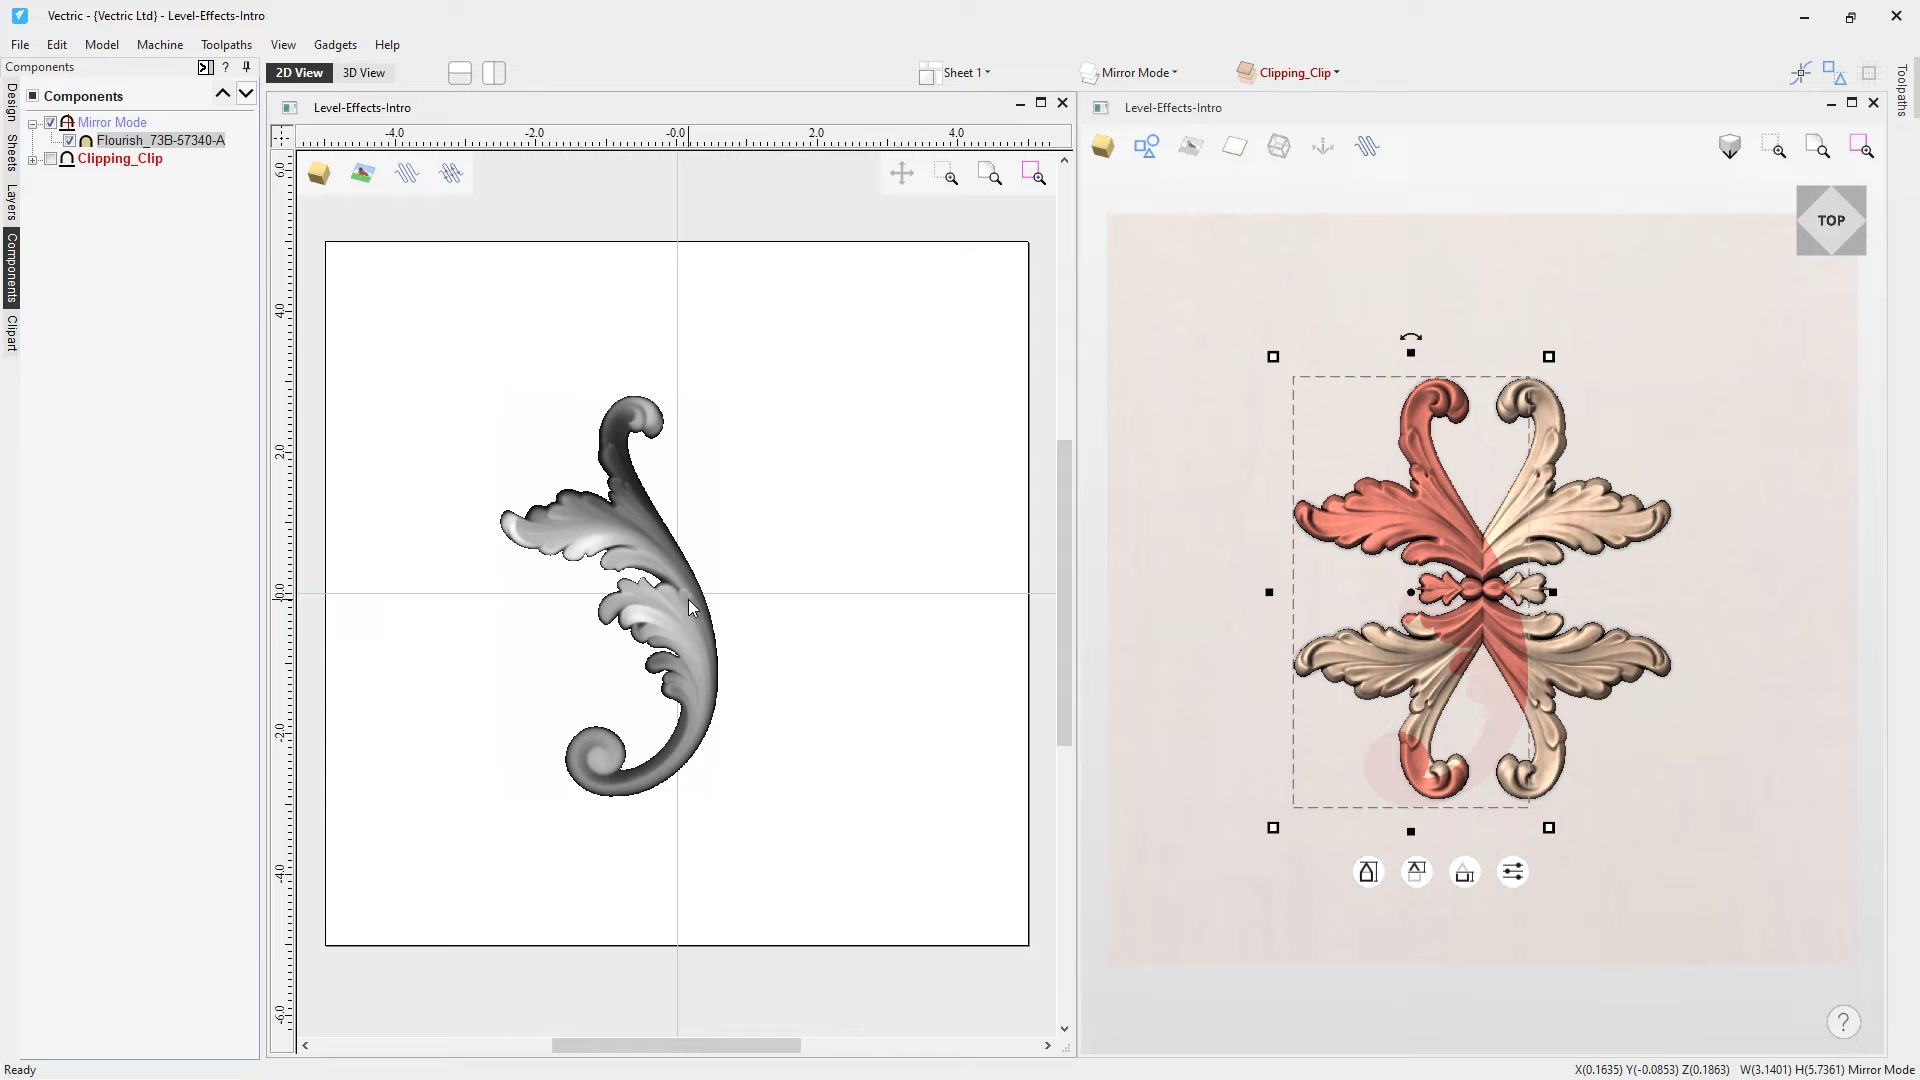 Vectric - {Vectric Ltd} - Level-Effects-Intro
File Edit Model Machine Toolpaths View Gadgets Help
Components ?
2D View 3D View
Sheet 1
Mirror Mode
Clipping_Clip
Toolpaths
Design
Sheets
Layers
Components
Clipart
Components
Mirror Mode
Flourish_73B-57340-A
Clipping_Clip
Level-Effects-Intro
-4.0 -2.0 -0.0 2.0 4.0
6.0
4.0
2.0
-0.0
-2.0
-4.0
-6.0
Level-Effects-Intro
TOP
?
Ready
X(0.1635) Y(-0.0853) Z(0.1863) W(3.1401) H(5.7361) Mirror Mode